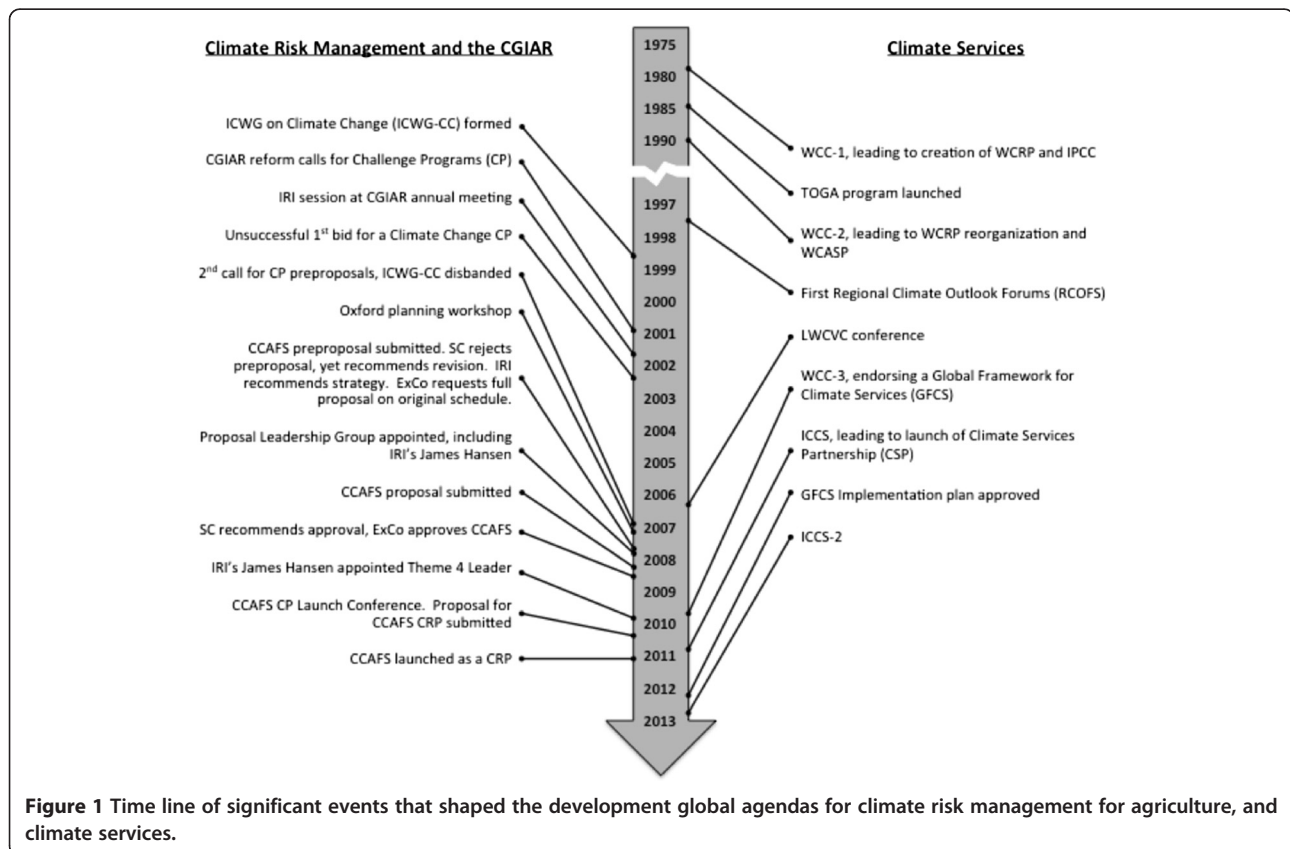 Climate Risk Management and the CGIAR
ICWG on Climate Change (ICWG-CC) formed
CGIAR reform calls for Challenge Programs (CP)
IRI session at CGIAR annual meeting
Unsuccessful 1st bid for a Climate Change CP
2nd call for CP preproposals, ICWG-CC disbanded
Oxford planning workshop
CCAFS preproposal submitted. SC rejects
preproposal, yet recommends revision. IRI
recommends strategy. ExCo requests full
proposal on original schedule.
Proposal Leadership Group appointed, including
IRI's James Hansen
CCAFS proposal submitted
SC recommends approval, ExCo approves CCAFS
IRI's James Hansen appointed Theme 4 Leader
CCAFS CP Launch Conference. Proposal for
CCAFS CRP submitted
CCAFS launched as a CRP
1975
1980
1985
1990
1997
1998
1999
2000
2001
2002
2003
2004
2005
2006
2007
2008
2009
2010
2011
2012
2013
Climate Services
WCC-1, leading to creation of WCRP and IPCC
TOGA program launched
WCC-2, leading to WCRP reorganization and
WCASP
First Regional Climate Outlook Forums (RCOFS)
LWCVC conference
WCC-3, endorsing a Global Framework for
Climate Services (GFCS)
ICCS, leading to launch of Climate Services
Partnership (CSP)
GFCS Implementation plan approved
ICCS-2
Figure 1 Time line of significant events that shaped the development global agendas for climate risk management for agriculture, and
climate services.